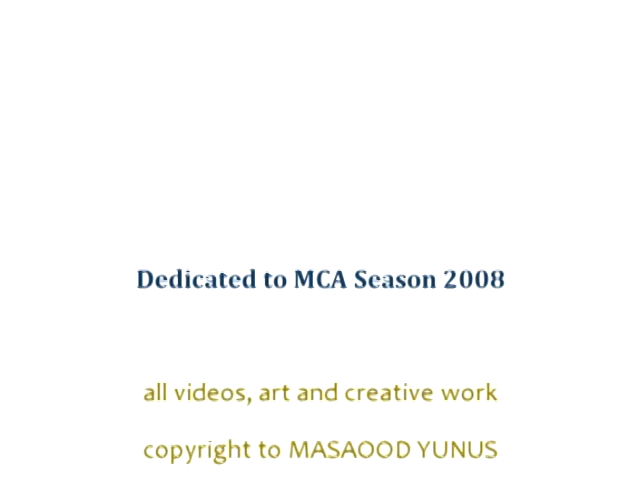 Dedicated to MCA Season 2008
all videos, art and creative work
copyright to MASAOOD YUNUS